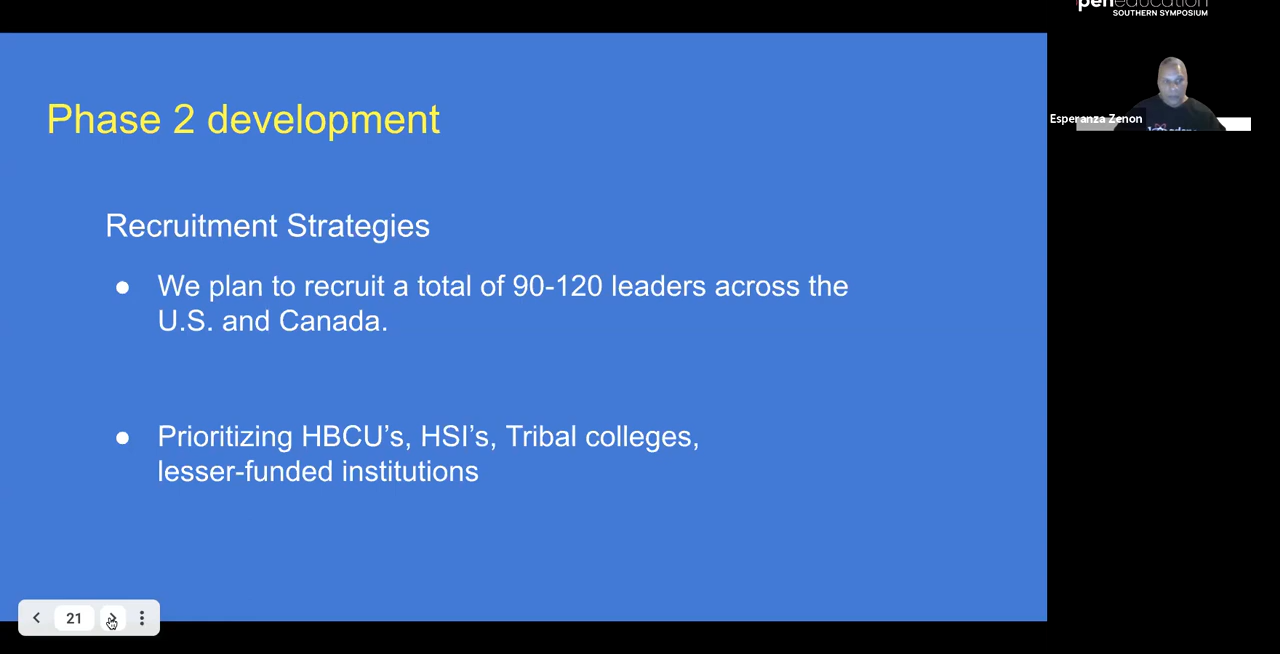 SOUTHERN SYMPOSIUM
Phase 2 development
Esperanza Zenon
Recruitment Strategies
● We plan to recruit a total of 90-120 leaders across the
U.S. and Canada.
● Prioritizing HBCU’s, HSI’s, Tribal colleges,
lesser-funded institutions
21